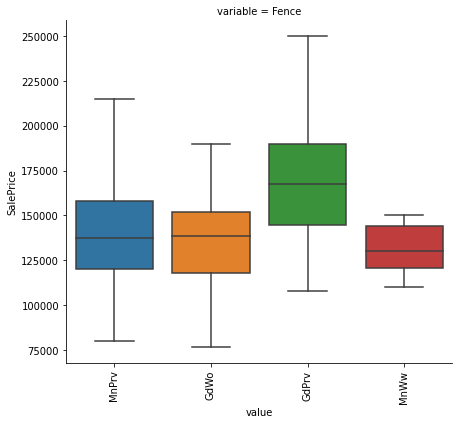 variable = Fence
250000
225000
200000
175000
150000
125000
100000
75000
SalePrice
MnPrv
GdWo
GdPrv
MnWw
value